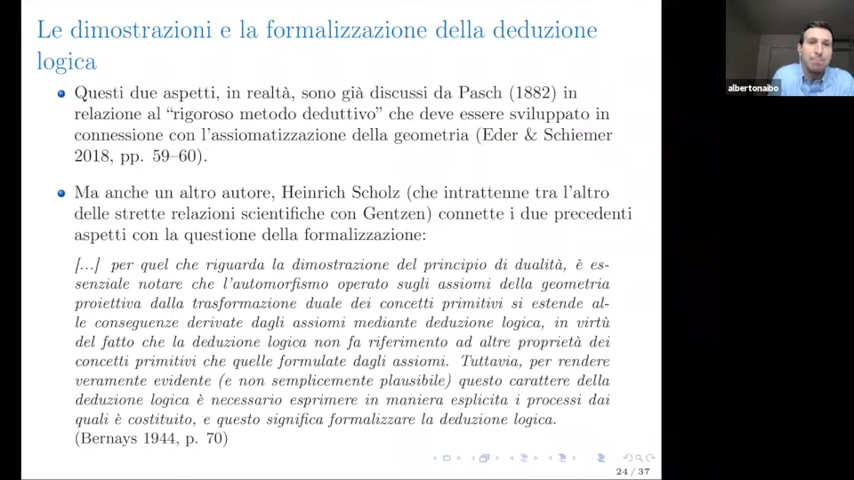 Le dimostrazioni e la formalizzazione della deduzione
logica
Questi due aspetti, in realtà, sono già discussi da Pasch (1882) in
relazione al “rigoroso metodo deduttivo” che deve essere sviluppato in
connessione con l'assiomatizzazione della geometria (Eder & Schiemer
2018, pp. 59–60).
Ma anche un altro autore, Heinrich Scholz (che intrattenne tra l'altro
delle strette relazioni scientifiche con Gentzen) connette i due precedenti
aspetti con la questione della formalizzazione:
[...] per quel che riguarda la dimostrazione del principio di dualità, è es-
senziale notare che l'automorfismo operato sugli assiomi della geometria
proiettiva dalla trasformazione duale dei concetti primitivi si estende al-
le conseguenze derivate dagli assiomi mediante deduzione logica, in virtù
del fatto che la deduzione logica non fa riferimento ad altre proprietà dei
concetti primitivi che quelle formulate dagli assiomi. Tuttavia, per rendere
veramente evidente (e non semplicemente plausibile) questo carattere della
deduzione logica è necessario esprimere in maniera esplicita i processi dai
quali è costituito, e questo significa formalizzare la deduzione logica.
(Bernays 1944, p. 70)
24 / 37
albertonaibo